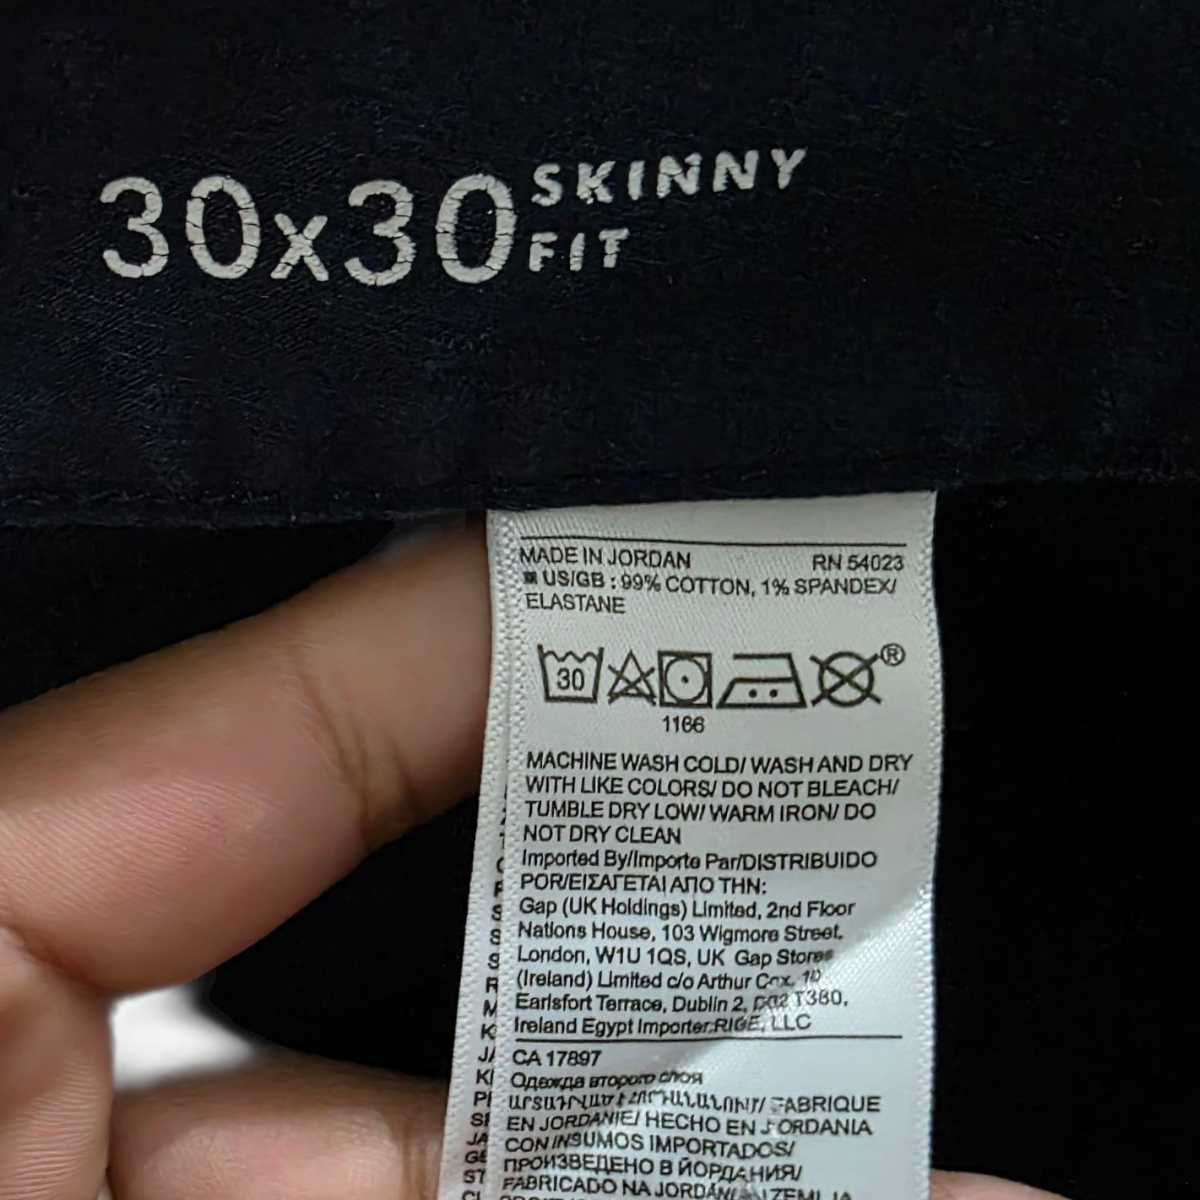 30x30 SKINNY
FIT
MADE IN JORDAN RN 54023
US/GB : 99% COTTON, 1% SPANDEX/
ELASTANE
30
®
1166
MACHINE WASH COLD/ WASH AND DRY
WITH LIKE COLORS/ DO NOT BLEACH/
TUMBLE DRY LOW/ WARM IRON/ DO
NOT DRY CLEAN
Imported By/Importe Par/DISTRIBUIDO
POR/ΕΙΣΑΓΕΤΑΙ ΑΠΟ ΤΗΝ:
Gap (UK Holdings) Limited, 2nd Floor
Nations House, 103 Wigmore Street,
London, W1U 1QS, UK Gap Stores
(Ireland) Limited c/o Arthur Cox, 10
Earlsfort Terrace, Dublin 2, D02 T380,
Ireland Egypt Importer:RIGE, LLC
CA 17897
Одежда второго слоя
FABRIQUE
EN JORDANIE/ HECHO EN JORDANIA
CON INSUMOS IMPORTADOS/
ПРОИЗВЕДЕНО В ЙОРДАНИЯ/
FABRICADO NA